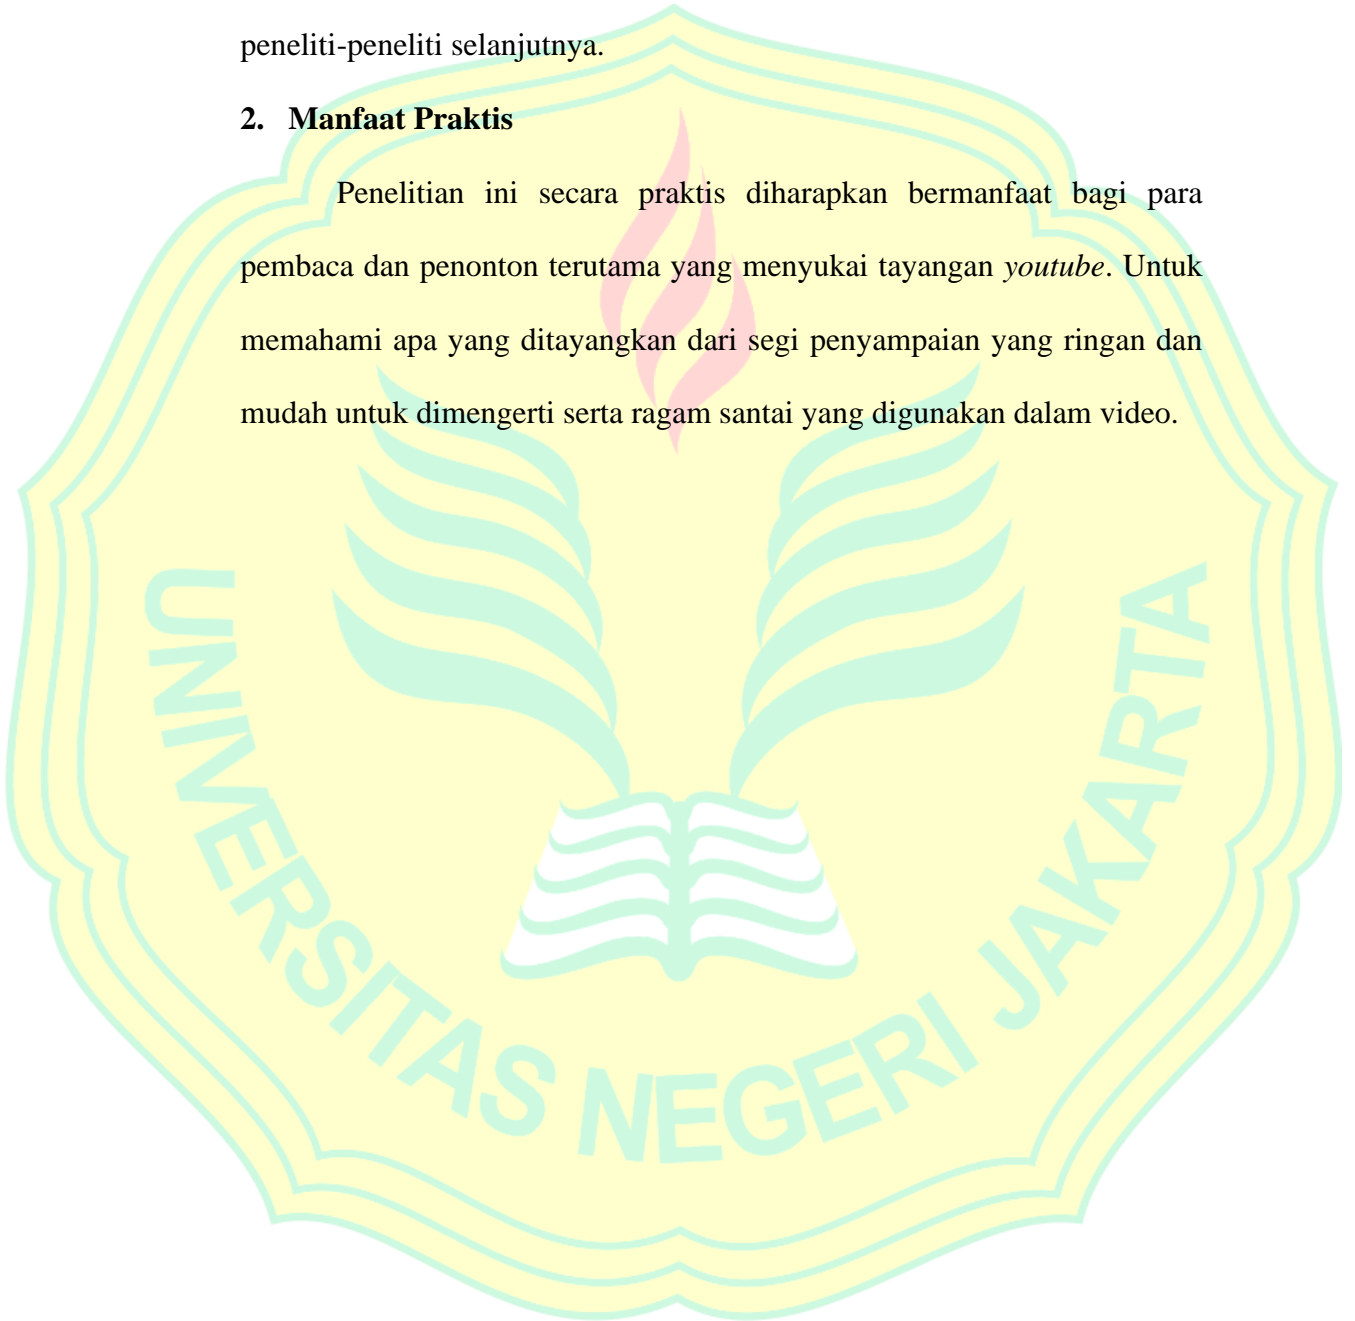 peneliti-peneliti selanjutnya.
2. Manfaat Praktis
Penelitian ini secara praktis diharapkan bermanfaat bagi para
pembaca dan penonton terutama yang menyukai tayangan youtube. Untuk
memahami apa yang ditayangkan dari segi penyampaian yang ringan dan
mudah untuk dimengerti serta ragam santai yang digunakan dalam video.
UNIVERSITAS NEGERI JAKARTA